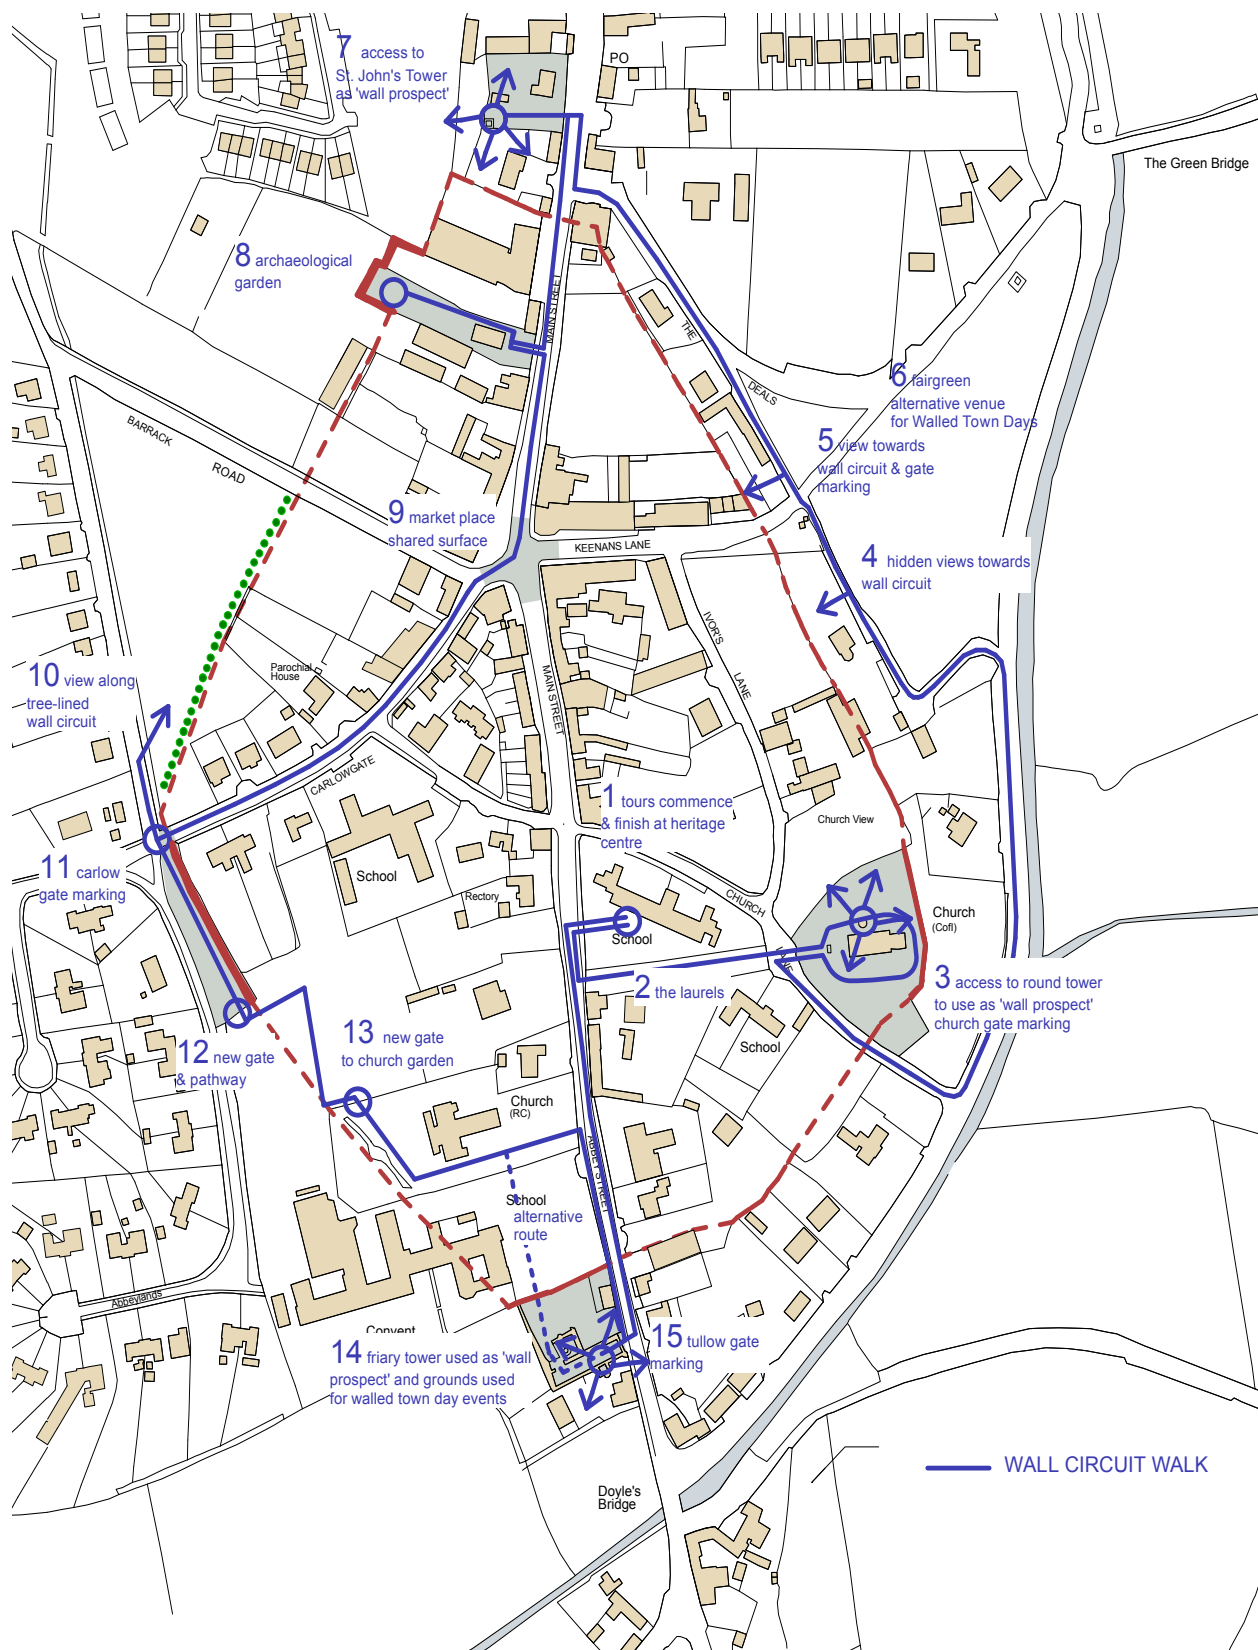 7 access to
St. John's Tower
as 'wall prospect'
PO
The Green Bridge
8 archaeological
garden
MAIN STREET
THE
DEALS
6 fairgreen
alternative venue
for Walled Town Days
5 view towards
wall circuit & gate
marking
BARRACK
ROAD
9 market place
shared surface
KEENANS LANE
4 hidden views towards
wall circuit
IVOR'S
LANE
MAIN STREET
Parochial
House
10 view along
tree-lined
wall circuit
CARLOWGATE
1 tours commence
& finish at heritage
centre
Church View
11 carlow
gate marking
School
Rectory
CHURCH
LANE
School
Church
(CofI)
2 the laurels
3 access to round tower
to use as 'wall prospect'
church gate marking
12 new gate
& pathway
13 new gate
to church garden
School
Church
(RC)
ABBEY STREET
School
alternative
route
Abbeylands
Convent
14 friary tower used as 'wall
prospect' and grounds used
for walled town day events
15 tullow gate
marking
WALL CIRCUIT WALK
Doyle's
Bridge